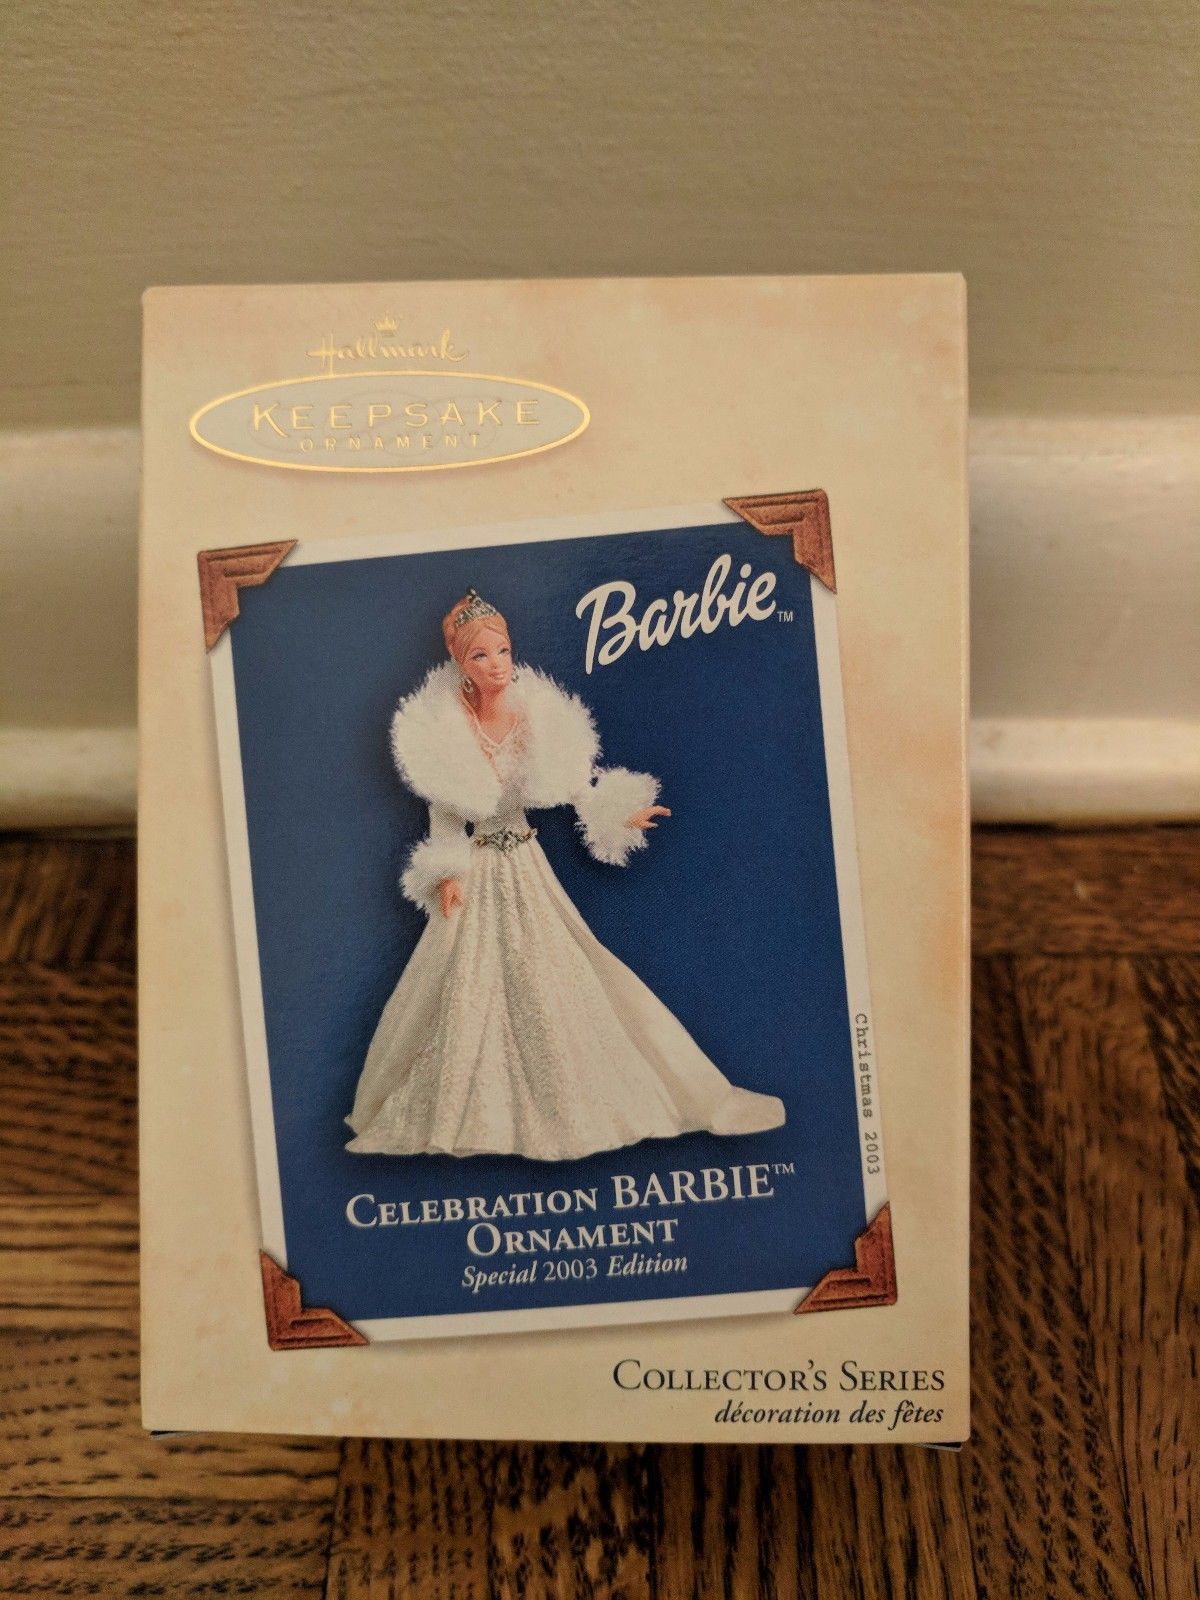 Hallmark
KEEPSAKE
ORNAMENT
Barbie™
Christmas 2003
CELEBRATION BARBIE™
ORNAMENT
Special 2003 Edition
COLLECTOR'S SERIES
décoration des fêtes